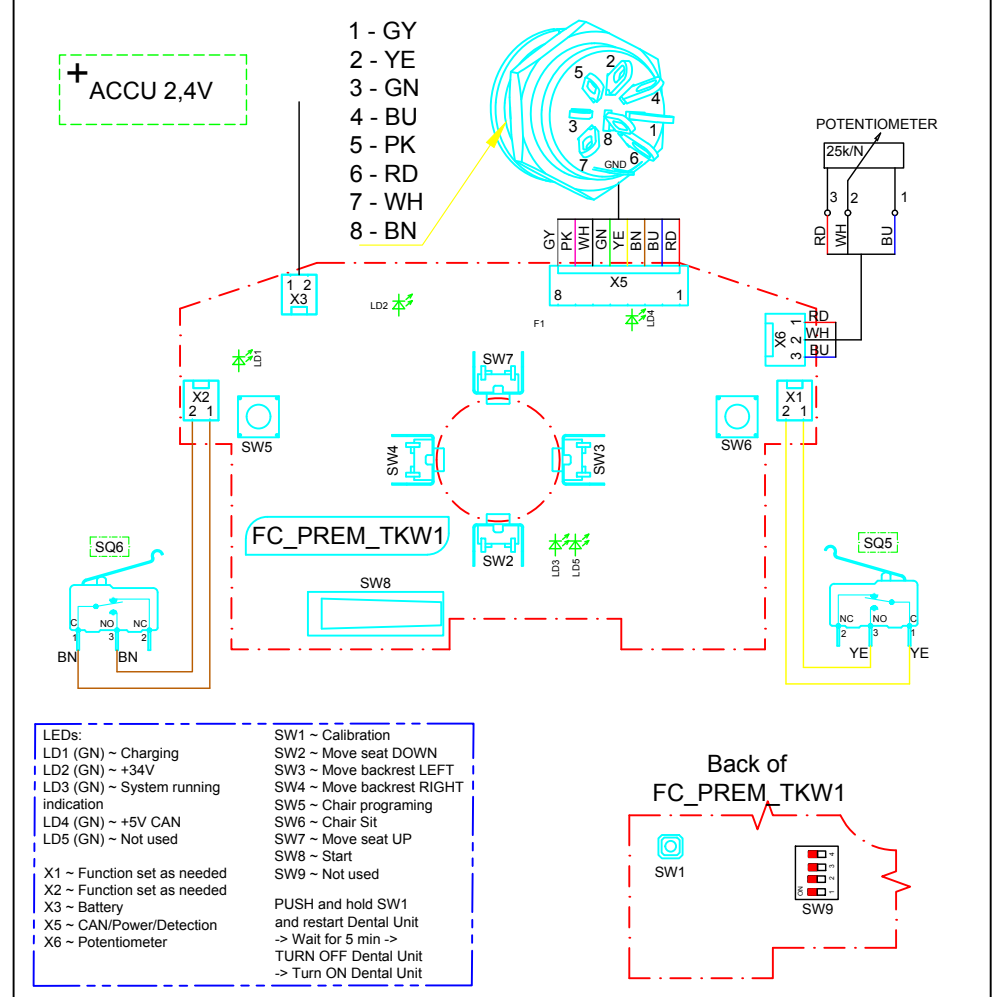 +
ACCU 2,4V
1 - GY
2 - YE
3 - GN
4 - BU
5 - PK
6 - RD
7 - WH
8 - BN
5 2 4
3 8 1
7 GND 6
POTENTIOMETER
25k/N
3 2 1
RD WH BU
GY PK WH GN YE BN BU RD
X5
8 1
1 2
X3
LD2
F1
LD4
LD1
RD
WH
BU
X6 1 2 3
X2
2 1
X1
2 1
SW7
SW5
SW6
SW4
SW3
SW2
FC_PREM_TKW1
LD3 LD5
SW8
SQ6
C NO NC
1 3 2
BN BN
SQ5
NC NO C
2 3 1
YE YE
LEDs:
LD1 (GN) ~ Charging
LD2 (GN) ~ +34V
LD3 (GN) ~ System running
indication
LD4 (GN) ~ +5V CAN
LD5 (GN) ~ Not used
X1 ~ Function set as needed
X2 ~ Function set as needed
X3 ~ Battery
X5 ~ CAN/Power/Detection
X6 ~ Potentiometer
SW1 ~ Calibration
SW2 ~ Move seat DOWN
SW3 ~ Move backrest LEFT
SW4 ~ Move backrest RIGHT
SW5 ~ Chair programing
SW6 ~ Chair Sit
SW7 ~ Move seat UP
SW8 ~ Start
SW9 ~ Not used
PUSH and hold SW1
and restart Dental Unit
-> Wait for 5 min ->
TURN OFF Dental Unit
-> Turn ON Dental Unit
Back of
FC_PREM_TKW1
SW1
ON 1 2 3 4
SW9